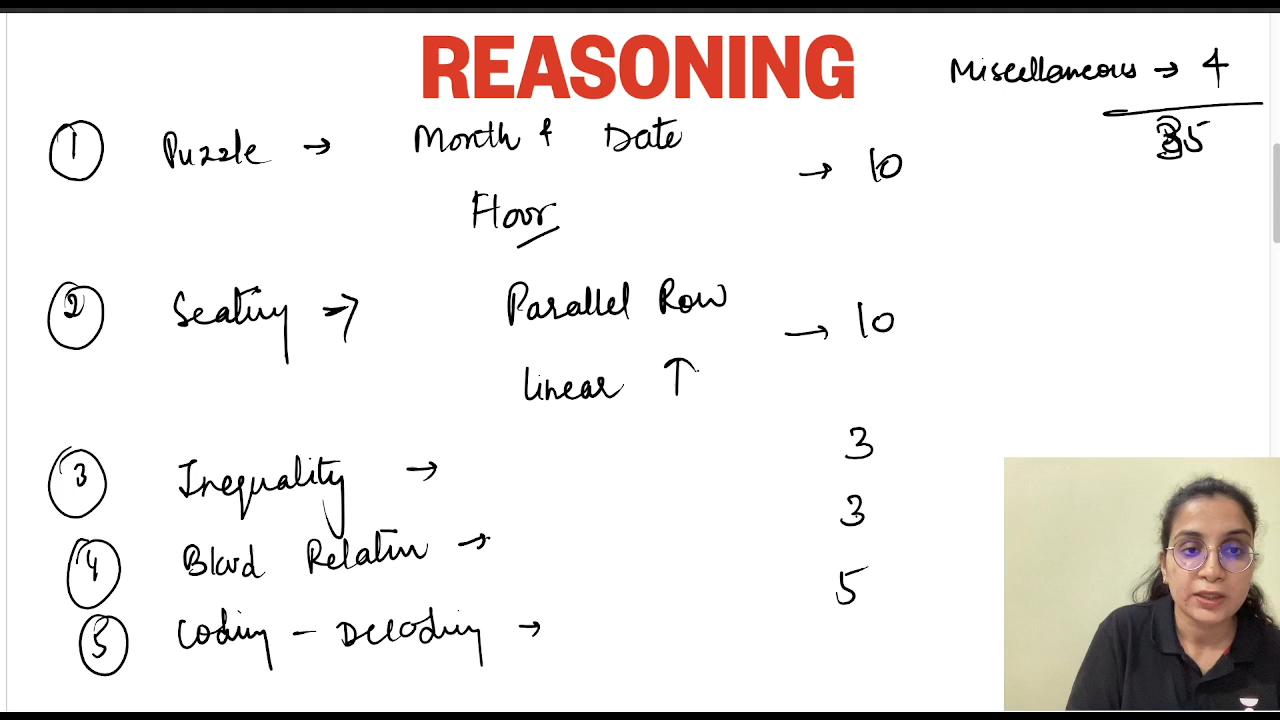 REASONING
Miscellaneous → 4
35
1 Puzzle → Month & Date
Floor
→ 10
2 Seating → Parallel Row
Linear ↑
→ 10
3 Inequality → 3
4 Blood Relation → 3
5 Coding - Decoding → 5